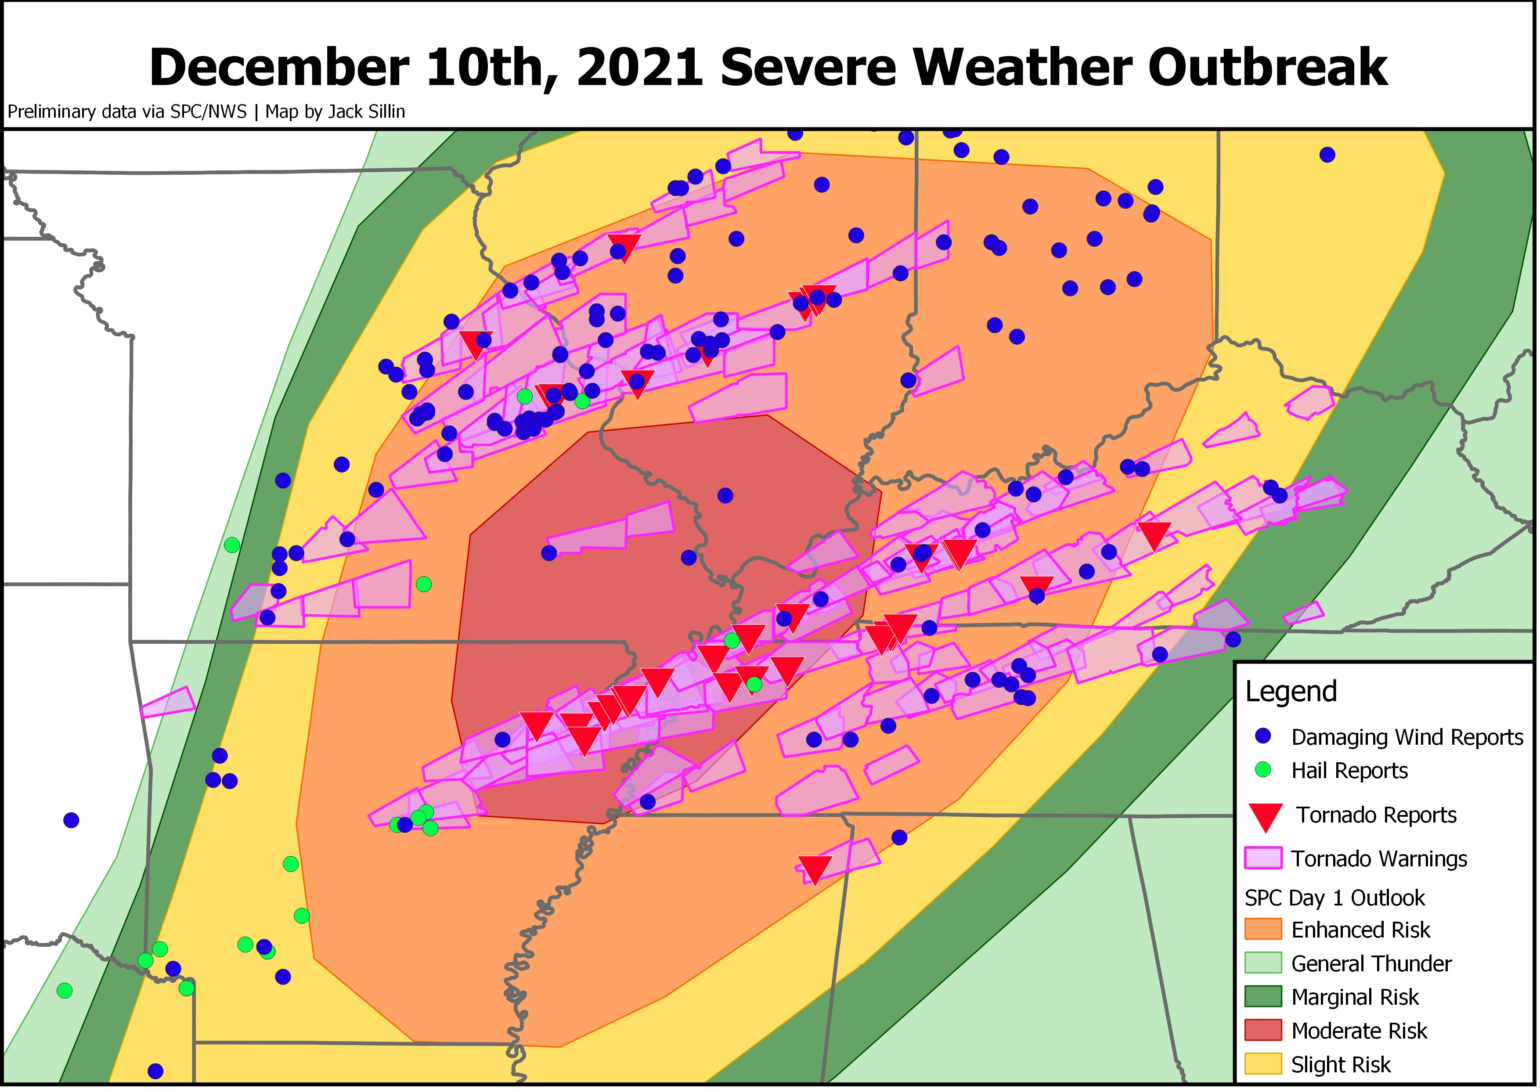 December 10th, 2021 Severe Weather Outbreak
Preliminary data via SPC/NWS | Map by Jack Sillin
Legend
Damaging Wind Reports
Hail Reports
Tornado Reports
Tornado Warnings
SPC Day 1 Outlook
Enhanced Risk
General Thunder
Marginal Risk
Moderate Risk
Slight Risk